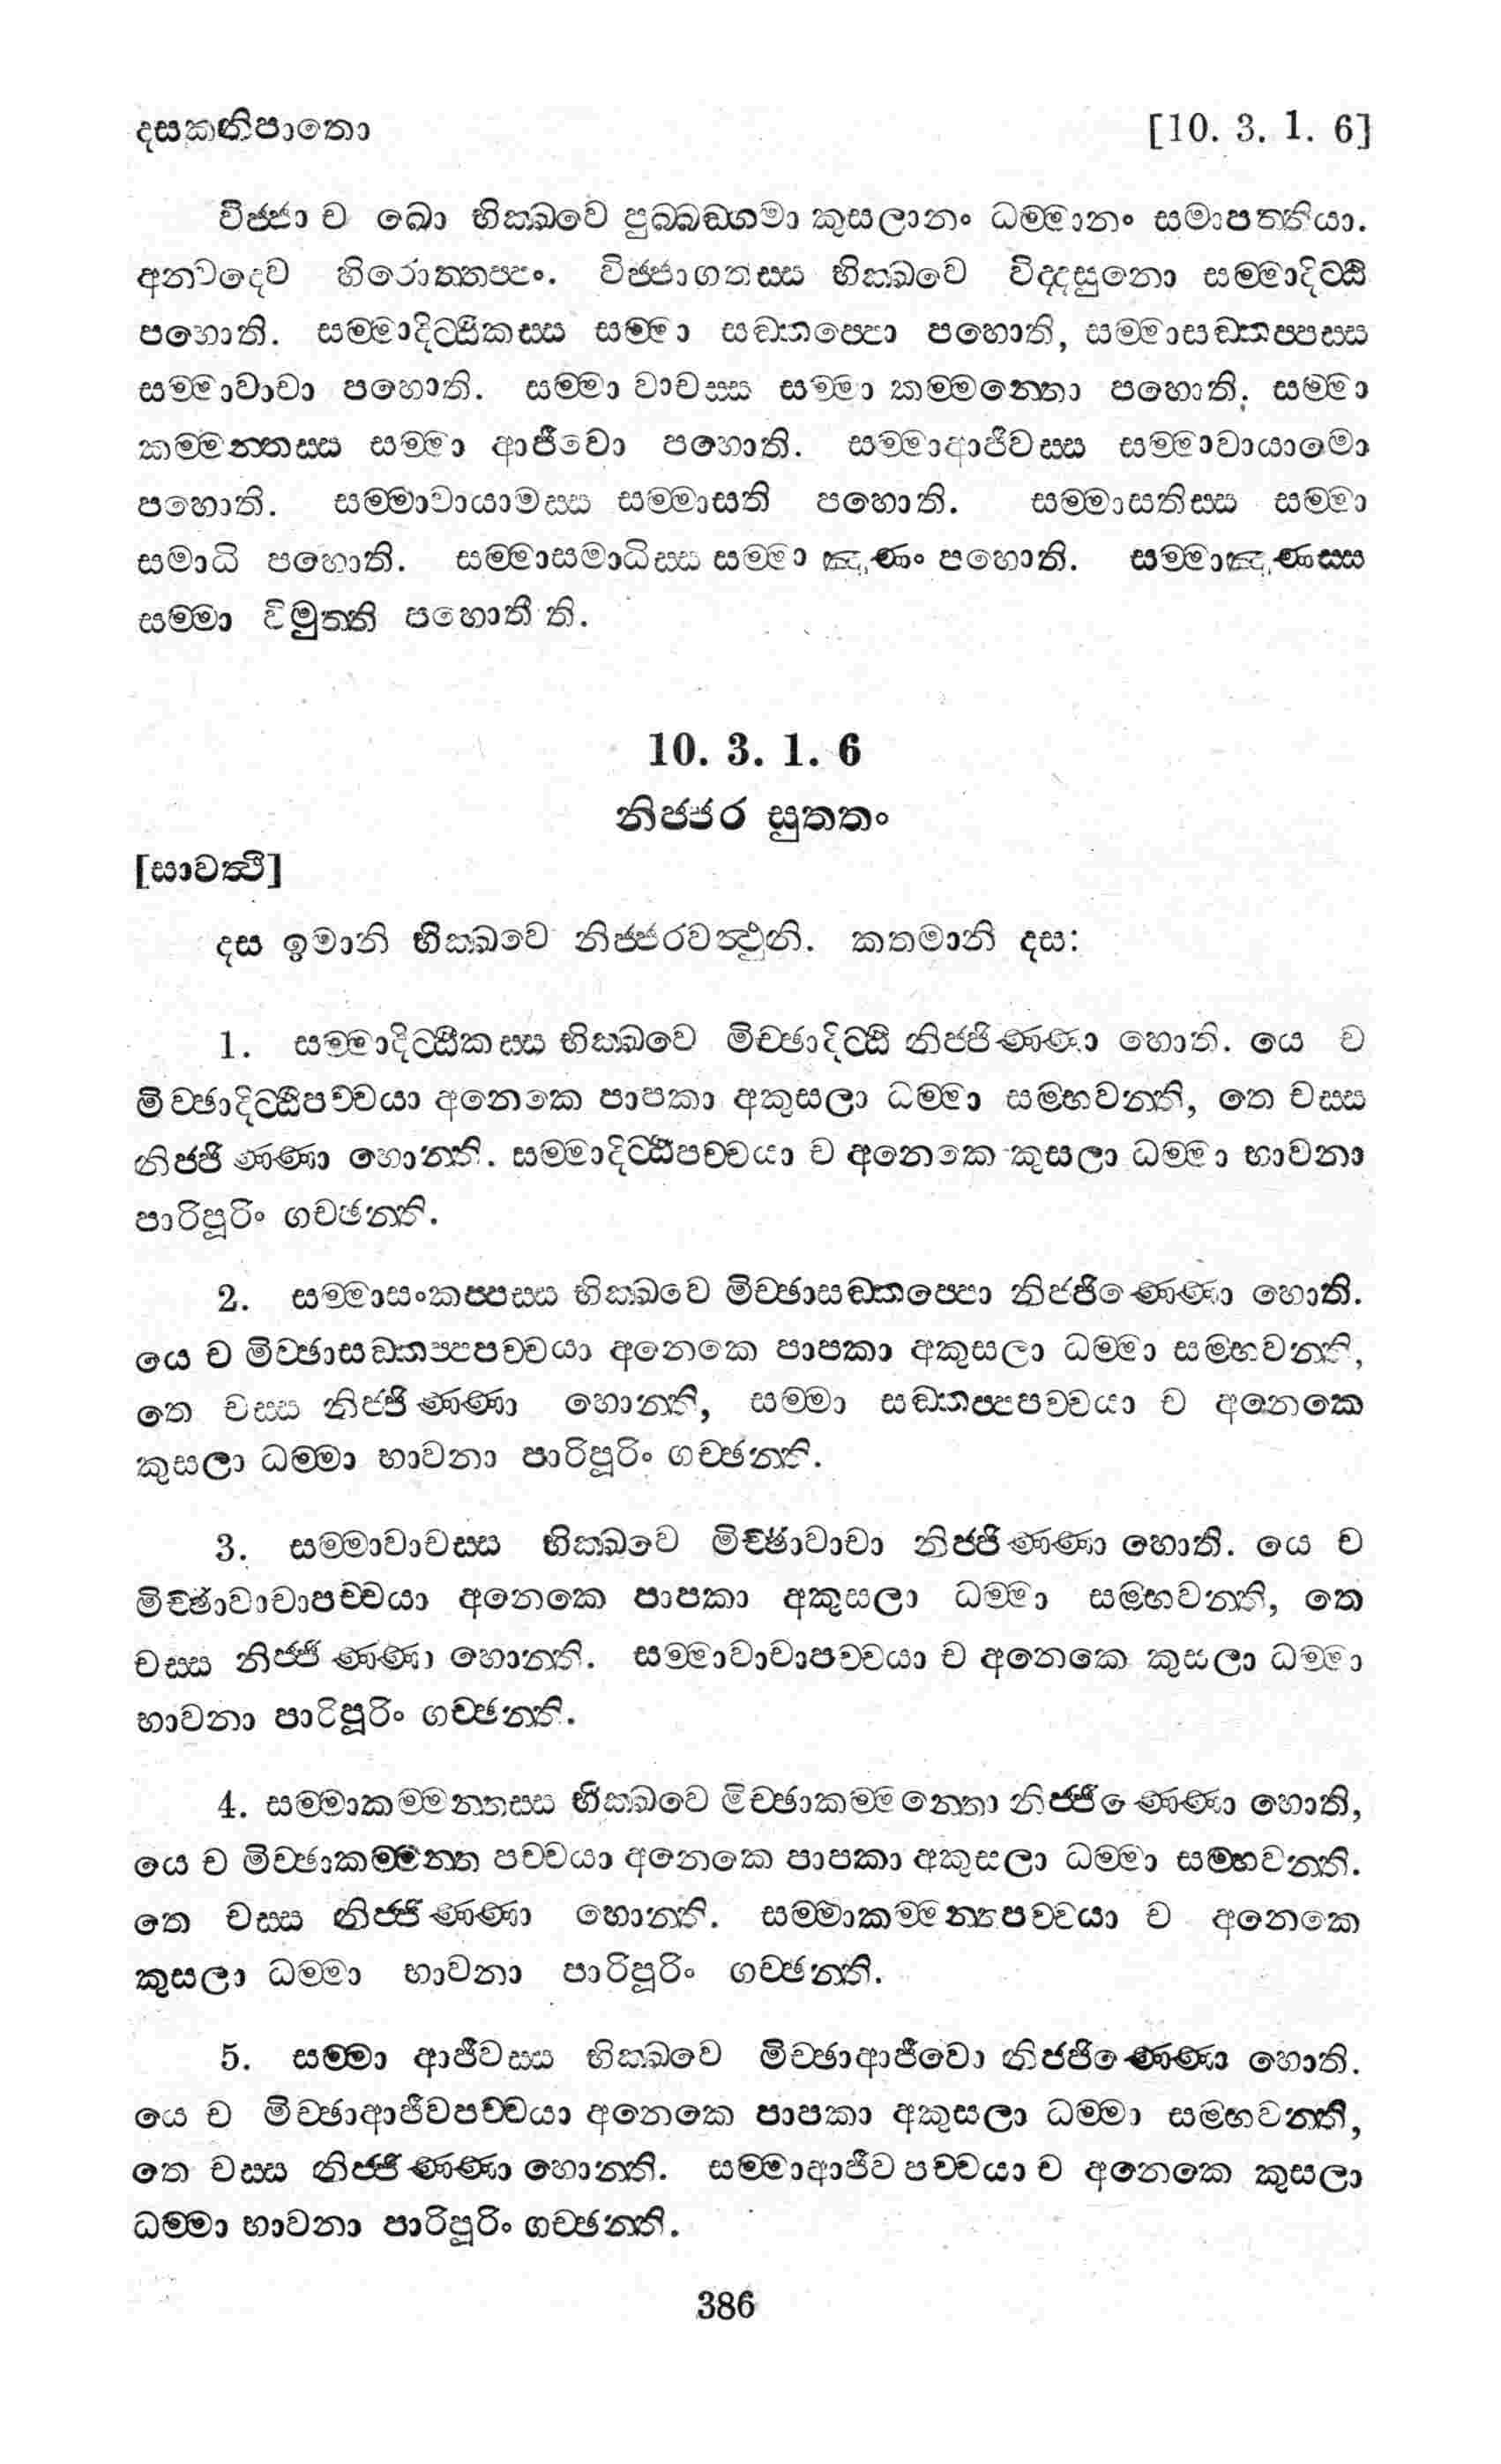 දසකනිපාතො [10. 3. 1. 6]
විජ්ජා ච ඛො භික්ඛවෙ පුබ්බඞ්ගමා කුසලානං ධම්මානං සමාපත්තියා.
අනවදෙව හිරොත්තප්පං. විජ්ජාගතස්ස භික්ඛවෙ විද්දසුනො සම්මාදිට්ඨි
පහොති. සම්මාදිට්ඨිකස්ස සම්මා සඞ්කප්පො පහොති, සම්මාසඞ්කප්පස්ස
සම්මාවාචා පහොති. සම්මා වාචස්ස සම්මා කම්මන්තො පහොති, සම්මා
කම්මන්තස්ස සම්මා ආජීවො පහොති. සම්මාආජීවස්ස සම්මාවායාමො
පහොති. සම්මාවායාමස්ස සම්මාසති පහොති. සම්මාසතිස්ස සම්මා
සමාධි පහොති. සම්මාසමාධිස්ස සම්මා ඤාණං පහොති. සම්මාඤාණස්ස
සම්මා විමුත්ති පහොතී ති.
10. 3. 1. 6
නිජ්ජර සුත්තං
[සාවත්ථි]
දස ඉමානි භික්ඛවෙ නිජ්ජරවත්ථුනි. කතමානි දස:
1. සම්මාදිට්ඨිකස්ස භික්ඛවෙ මිච්ඡාදිට්ඨි නිජ්ජිණ්ණා හොති. යෙ ච
මිච්ඡාදිට්ඨිපච්චයා අනෙකෙ පාපකා අකුසලා ධම්මා සම්භවන්ති, තෙ චස්ස
නිජ්ජිණ්ණා හොන්ති. සම්මාදිට්ඨිපච්චයා ච අනෙකෙ කුසලා ධම්මා භාවනා
පාරිපූරිං ගච්ඡන්ති.
2. සම්මාසංකප්පස්ස භික්ඛවෙ මිච්ඡාසඞ්කප්පො නිජ්ජිණ්ණො හොති.
යෙ ච මිච්ඡාසඞ්කප්පපච්චයා අනෙකෙ පාපකා අකුසලා ධම්මා සම්භවන්ති,
තෙ චස්ස නිජ්ජිණ්ණා හොන්ති, සම්මා සඞ්කප්පපච්චයා ච අනෙකෙ
කුසලා ධම්මා භාවනා පාරිපූරිං ගච්ඡන්ති.
3. සම්මාවාචස්ස භික්ඛවෙ මිච්ඡාවාචා නිජ්ජිණ්ණා හොති. යෙ ච
මිච්ඡාවාචාපච්චයා අනෙකෙ පාපකා අකුසලා ධම්මා සම්භවන්ති, තෙ
චස්ස නිජ්ජිණ්ණා හොන්ති. සම්මාවාචාපච්චයා ච අනෙකෙ කුසලා ධම්මා
භාවනා පාරිපූරිං ගච්ඡන්ති.
4. සම්මාකම්මන්තස්ස භික්ඛවෙ මිච්ඡාකම්මන්තො නිජ්ජිණ්ණො හොති,
යෙ ච මිච්ඡාකම්මන්ත පච්චයා අනෙකෙ පාපකා අකුසලා ධම්මා සම්භවන්ති.
තෙ චස්ස නිජ්ජිණ්ණා හොන්ති. සම්මාකම්මන්තපච්චයා ච අනෙකෙ
කුසලා ධම්මා භාවනා පාරිපූරිං ගච්ඡන්ති.
5. සම්මා ආජීවස්ස භික්ඛවෙ මිච්ඡාආජීවො නිජ්ජිණ්ණො හොති.
යෙ ච මිච්ඡාආජීවපච්චයා අනෙකෙ පාපකා අකුසලා ධම්මා සම්භවන්ති,
තෙ චස්ස නිජ්ජිණ්ණා හොන්ති. සම්මාආජීව පච්චයා ච අනෙකෙ කුසලා
ධම්මා භාවනා පාරිපූරිං ගච්ඡන්ති.
386